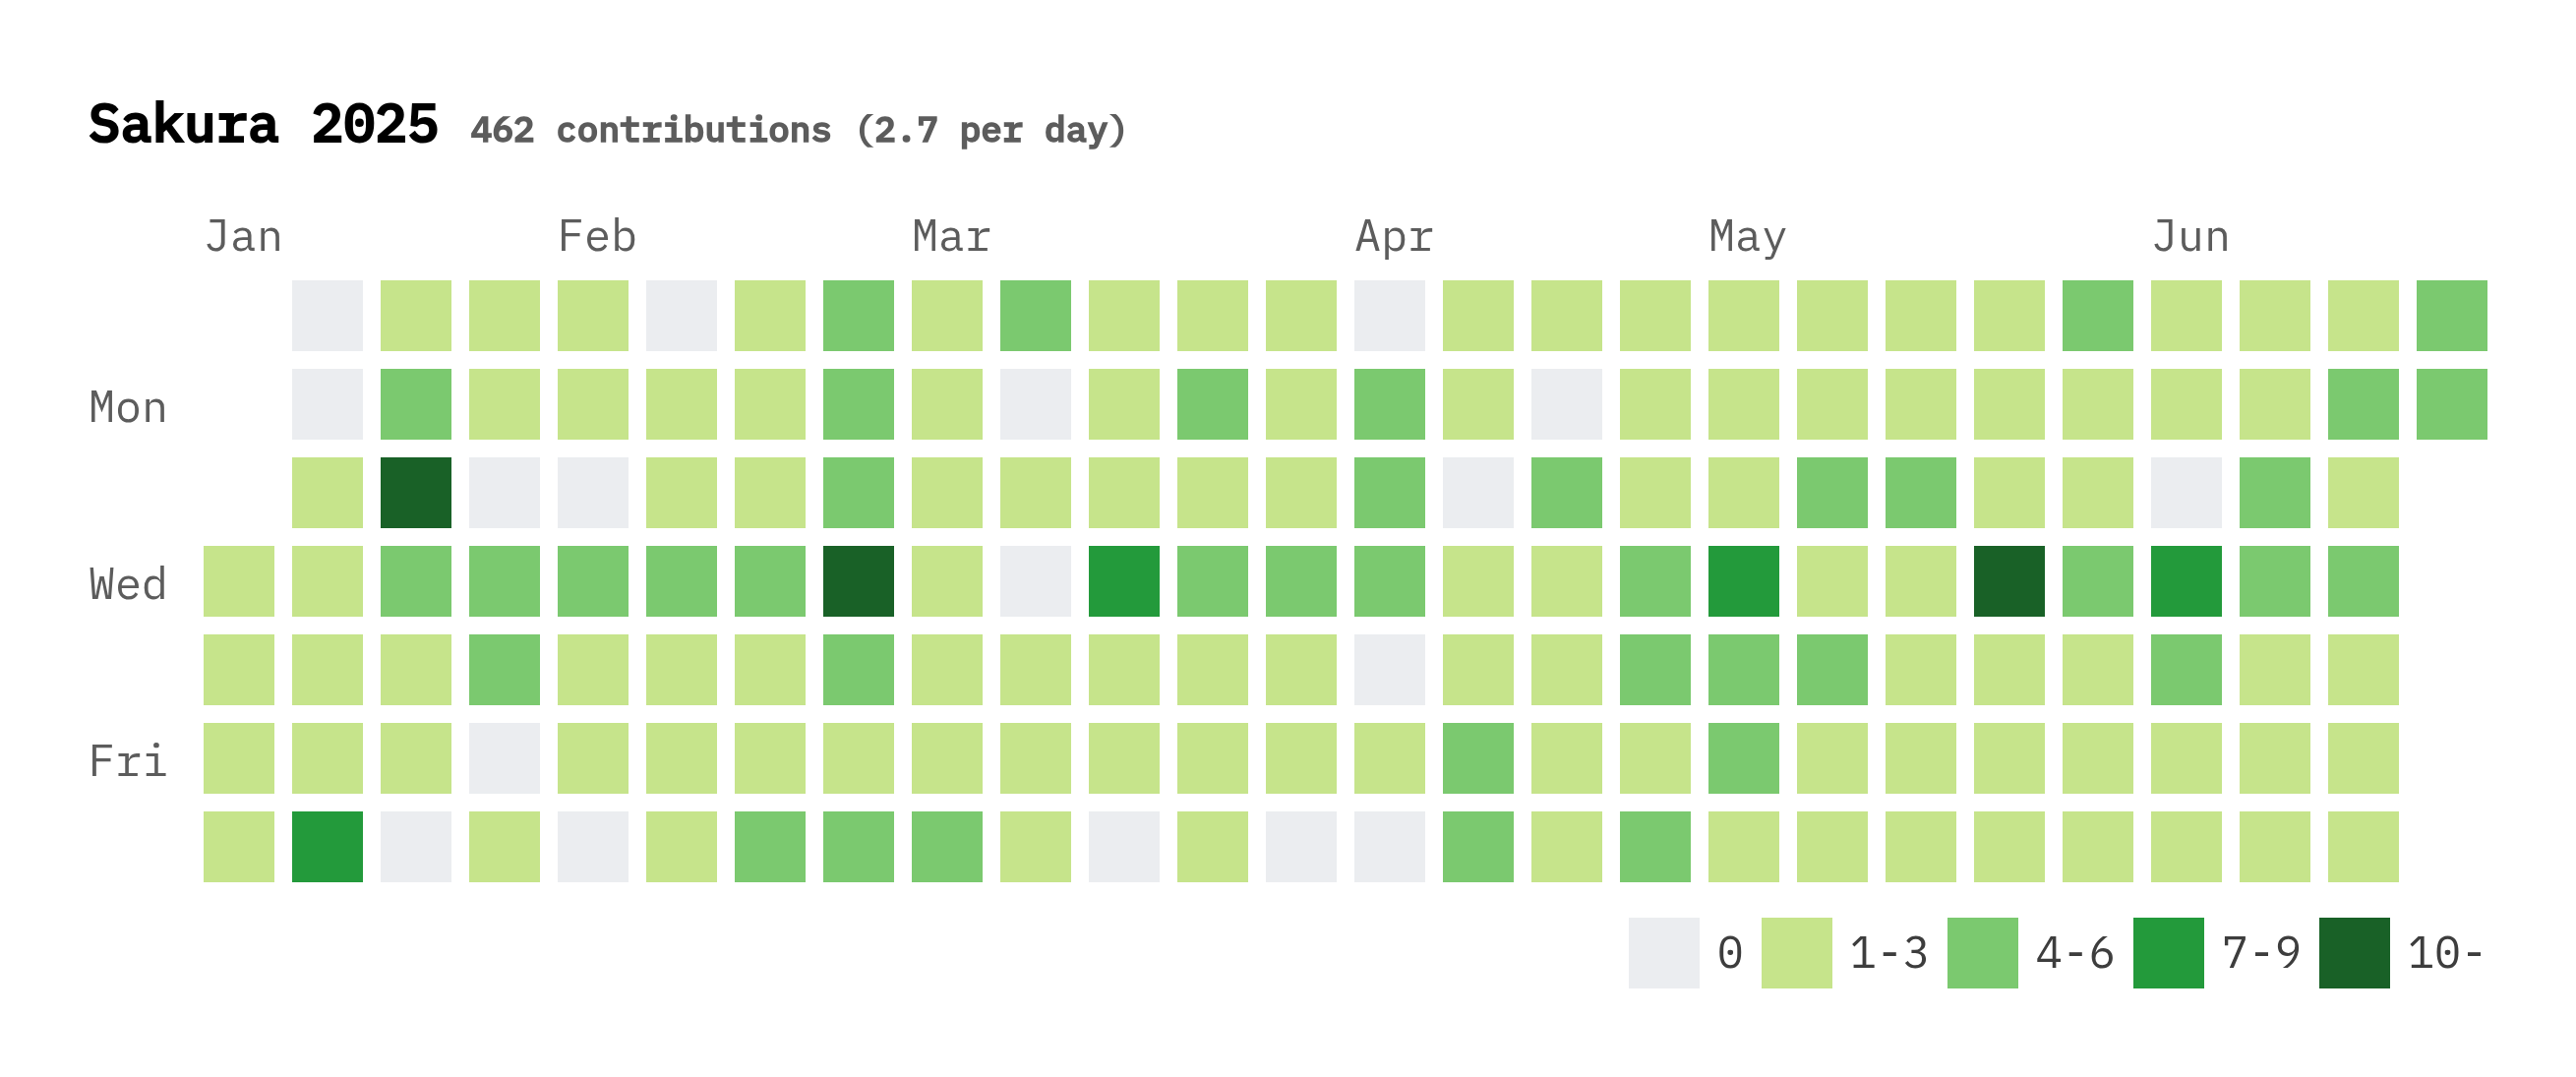 Sakura 2025 462 contributions (2.7 per day)
Jan Feb Mar Apr May Jun
Mon
Wed
Fri
0 1-3 4-6 7-9 10-